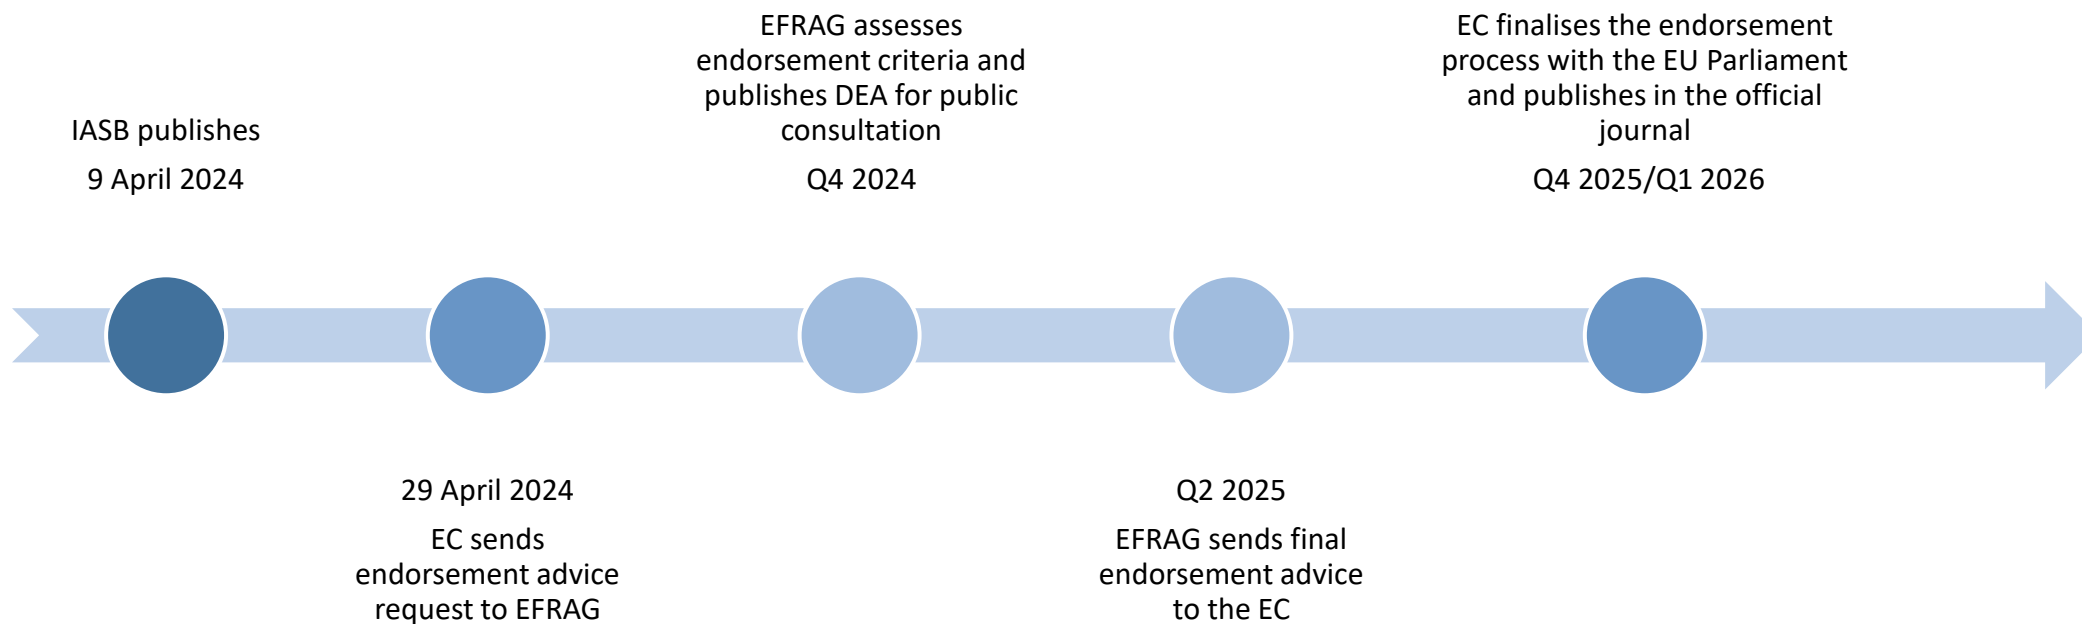 IASB publishes
9 April 2024
29 April 2024
EC sends
endorsement advice
request to EFRAG
EFRAG assesses
endorsement criteria and
publishes DEA for public
consultation
Q4 2024
Q2 2025
EFRAG sends final
endorsement advice
to the EC
EC finalises the endorsement
process with the EU Parliament
and publishes in the official
journal
Q4 2025/Q1 2026